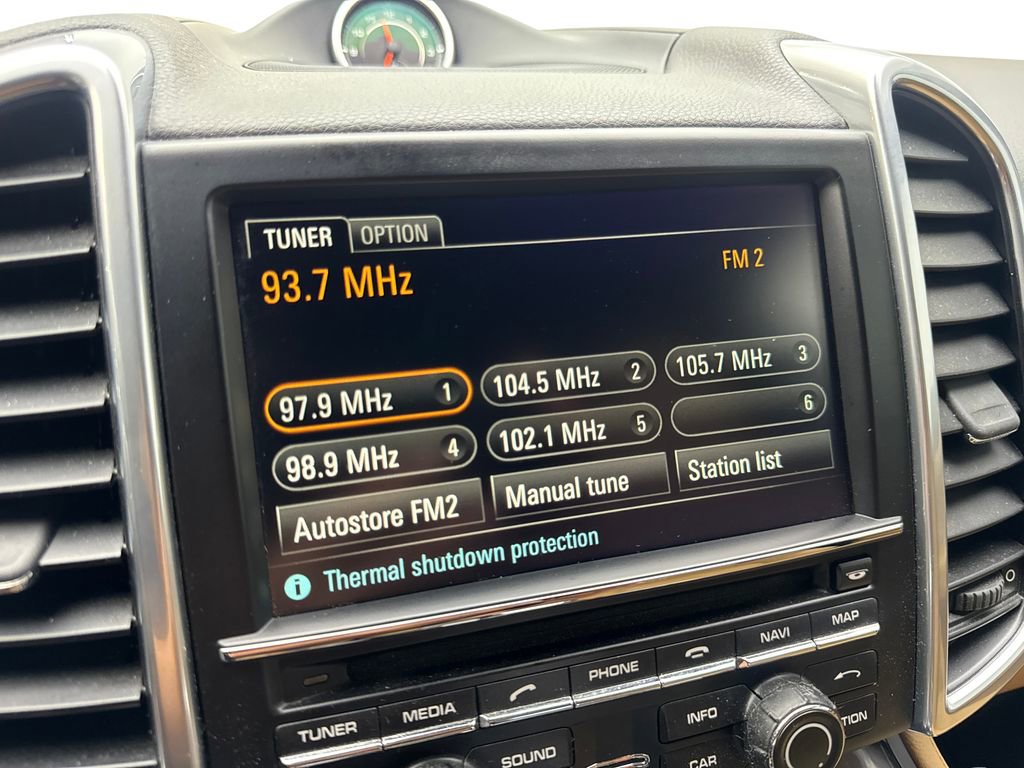 TUNER OPTION
93.7 MHz FM 2
97.9 MHz 1 104.5 MHz 2 105.7 MHz 3
98.9 MHz 4 102.1 MHz 5 6
Autostore FM2 Manual tune Station list
i Thermal shutdown protection
TUNER MEDIA PHONE NAVI MAP
SOUND INFO
CAR